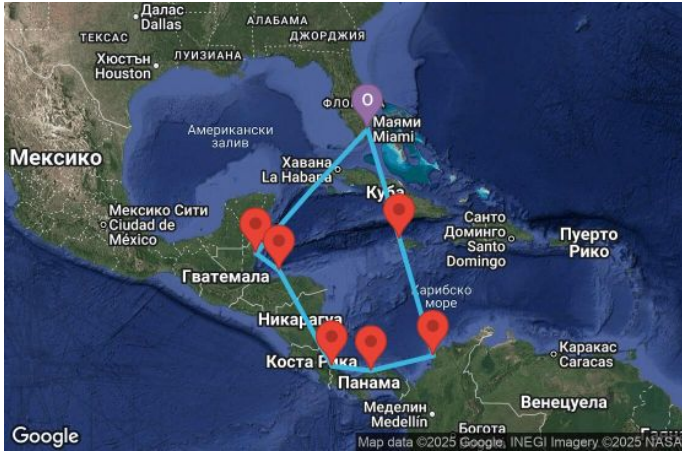 Далас
Dallas
АЛАБАМА
ТЕКСАС
ДЖОРДЖИЯ
Хюстън
Houston
ЛУИЗИАНА
O
Маями
Miami
Американски
залив
Мексико
Хавана
La Habana
Куба
Мексико Сити
Ciudad de
México
Санто
Доминго
Santo
Domingo
Пуерто
Рико
Гватемала
море
Никарагуа
Коста Рика
Каракас
Caracas
Панама
Меделин
Medellín
Венецуела
Богота
Google
Map data ©2025 Google, INEGI Imagery ©2025 NASA